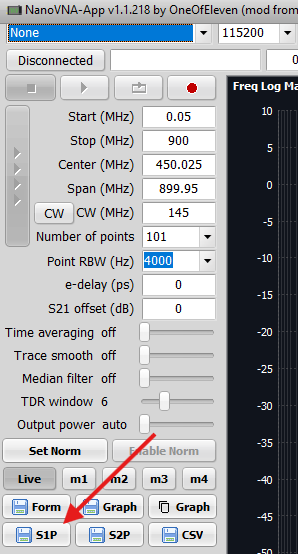 NanoVNA-App v1.1.218 by OneOfEleven (mod from
None 115200
Disconnected 0
Freq Log Ma
Start (MHz) 0.05
Stop (MHz) 900
Center (MHz) 450.025
Span (MHz) 899.95
CW CW (MHz) 145
Number of points 101
Point RBW (Hz) 4000
e-delay (ps) 0
S21 offset (dB) 0
Time averaging off
Trace smooth off
Median filter off
TDR window 6
Output power auto
Set Norm Enable Norm
Live m1 m2 m3 m4
Form Graph Graph
S1P S2P CSV
10
5
0
-5
-10
-15
-20
-25
-30
-35
-40
-45
-50